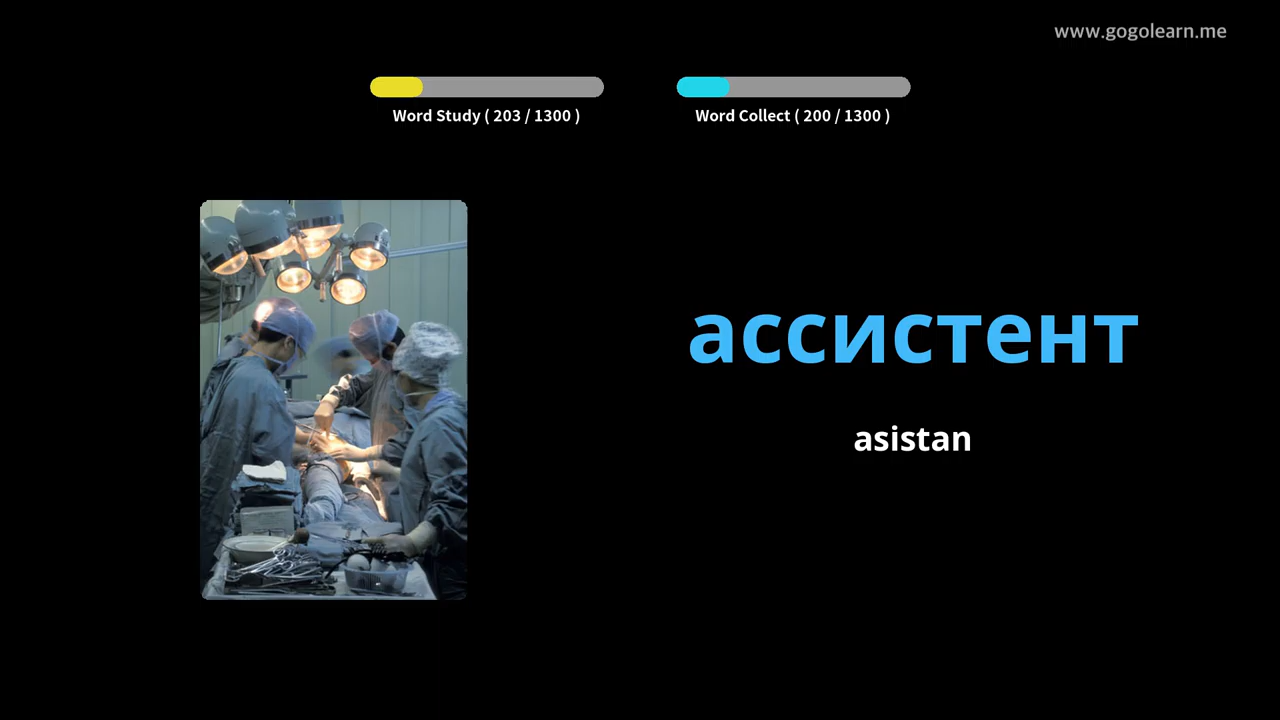 www.gogolearn.me
Word Study ( 203 / 1300 )
Word Collect ( 200 / 1300 )
ассистент
asistan